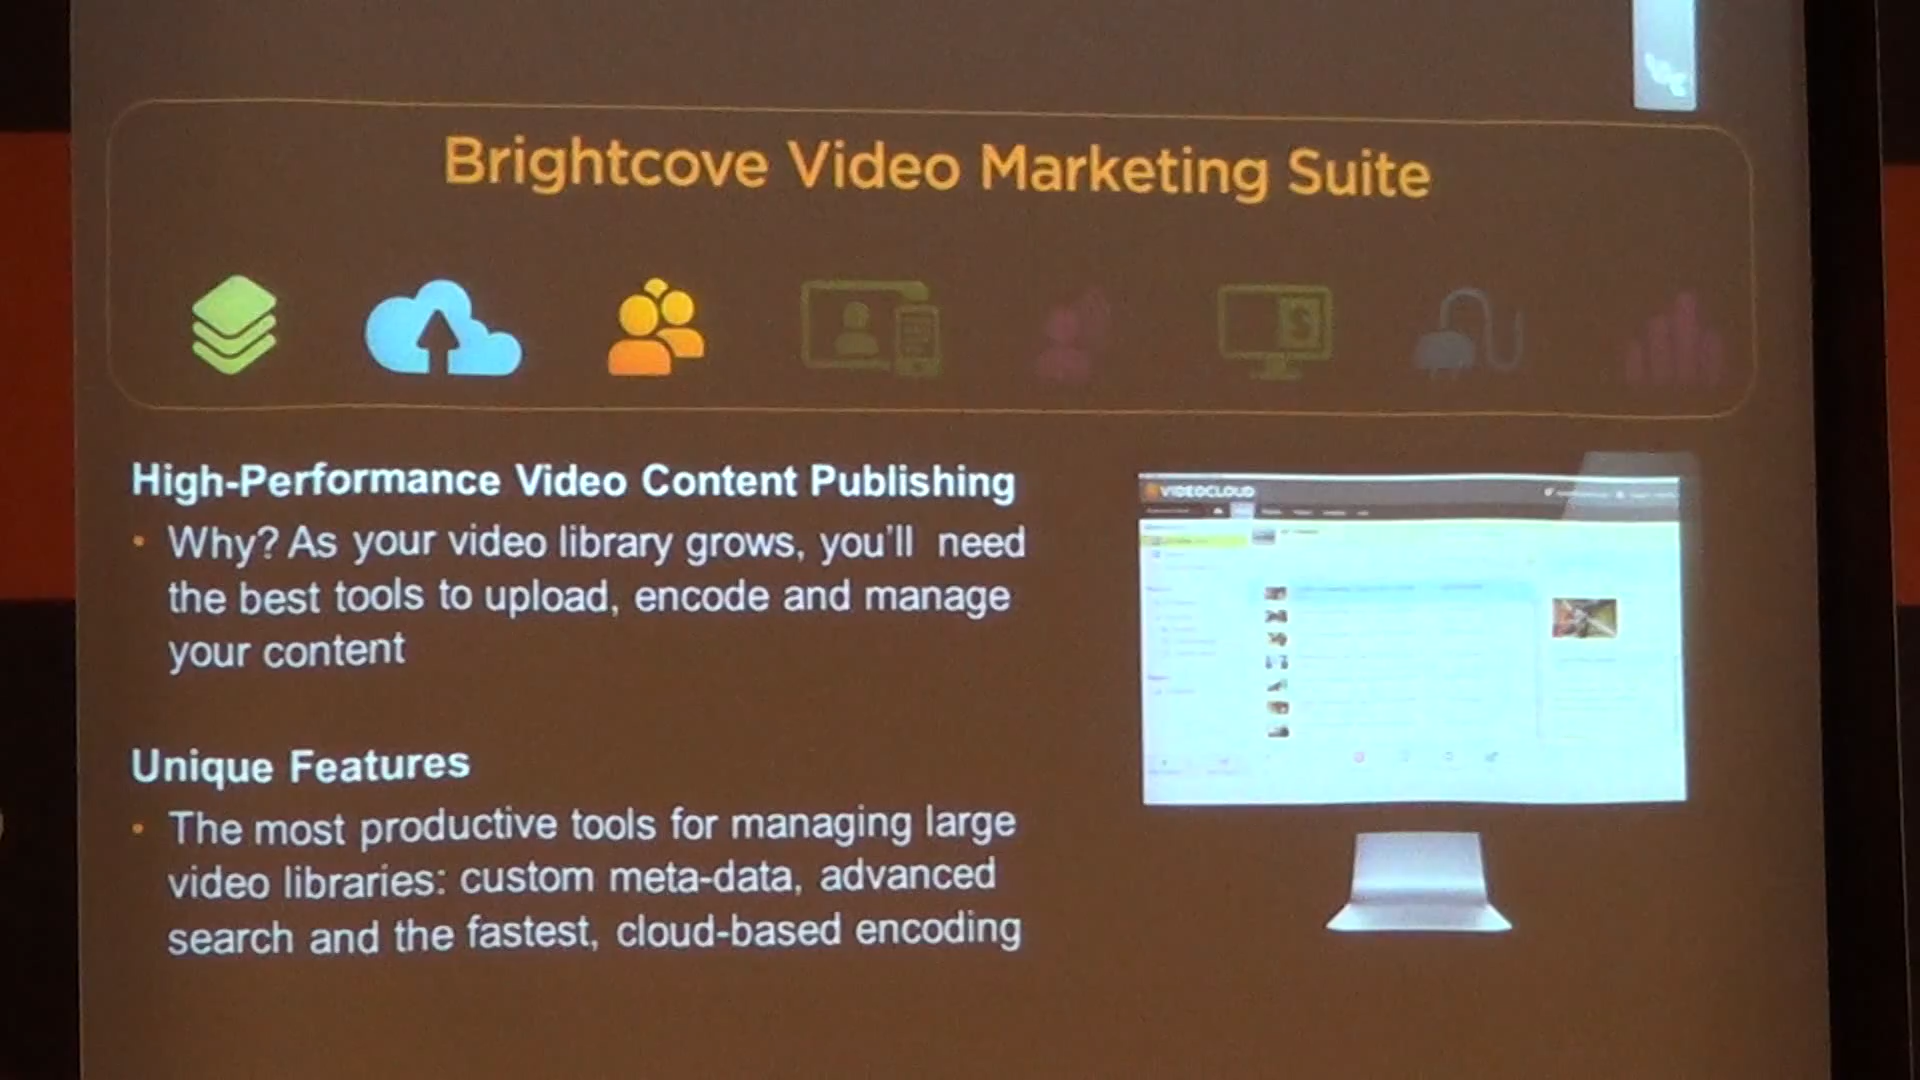 Brightcove Video Marketing Suite
High-Performance Video Content Publishing
• Why? As your video library grows, you'll need
the best tools to upload, encode and manage
your content
VIDEOCLOUD
Unique Features
• The most productive tools for managing large
video libraries: custom meta-data, advanced
search and the fastest, cloud-based encoding